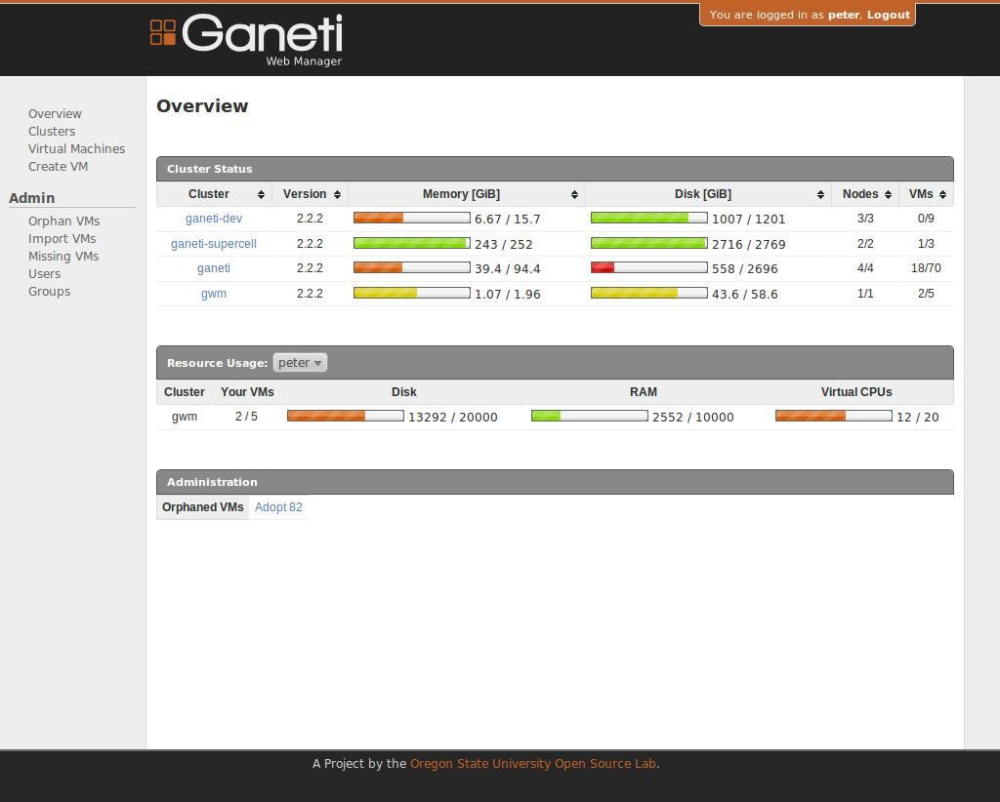 You are logged in as peter, Logout
Ganeti
Web Manager
Overview
Clusters
Virtual Machines
Create VM
Admin
Orphan VMs
Import VMs
Missing VMs
Users
Groups
Overview
Cluster Status
Cluster Version Memory [GiB] Disk [GiB] Nodes VMs
ganeti-dev 2.2.2 6.67 / 15.7 1007 / 1201 3/3 0/9
ganeti-supercell 2.2.2 243 / 252 2716 / 2769 2/2 1/3
ganeti 2.2.2 39.4 / 94.4 558 / 2696 4/4 18/70
gwm 2.2.2 1.07 / 1.96 43.6 / 58.6 1/1 2/5
Resource Usage: peter
Cluster Your VMs Disk RAM Virtual CPUs
gwm 2 / 5 13292 / 20000 2552 / 10000 12 / 20
Administration
Orphaned VMs Adopt 82
A Project by the Oregon State University Open Source Lab.